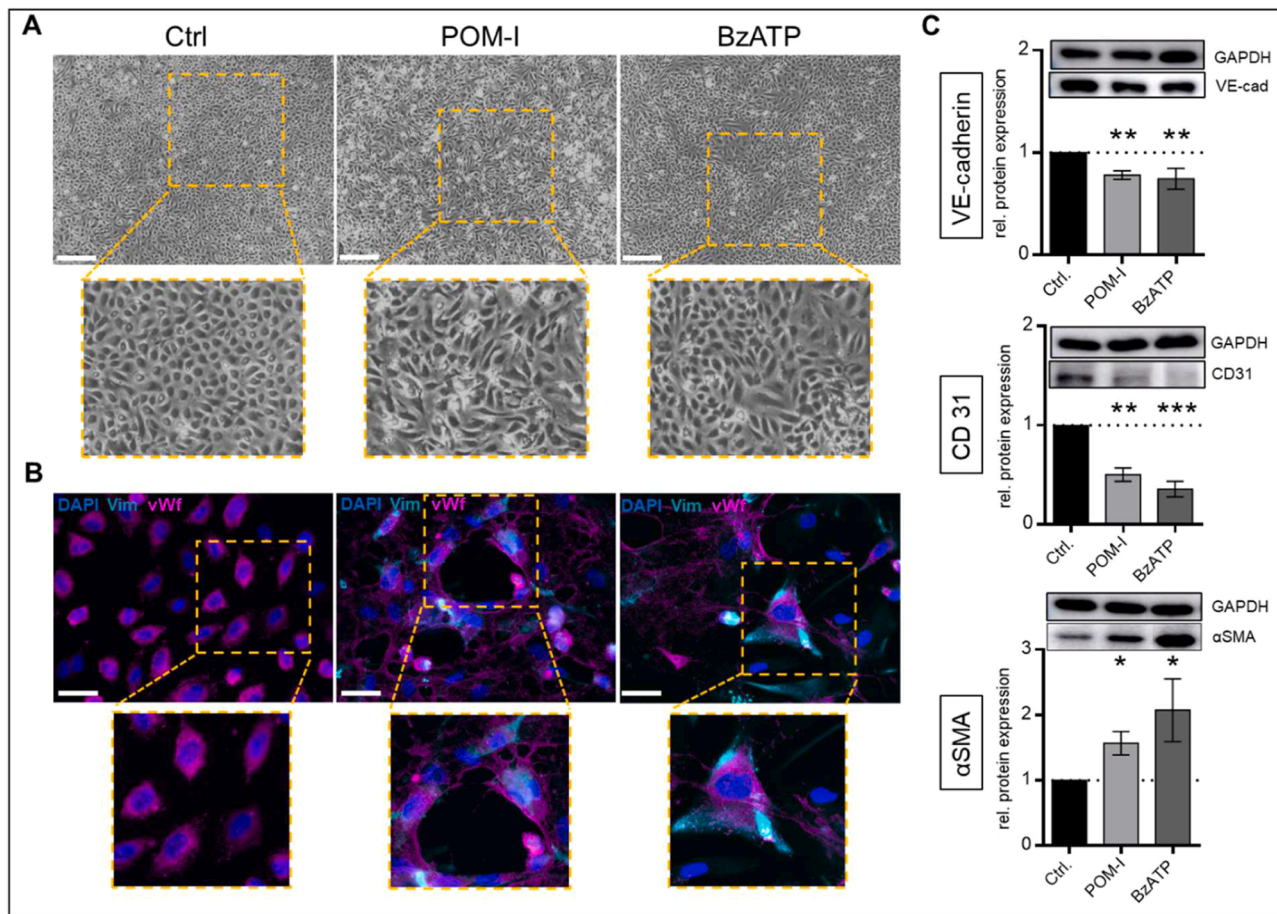 A
Ctrl
POM-I
BzATP
B
DAPI Vim vWf
DAPI Vim vWf
DAPI Vim vWf
C
VE-cadherin
rel. protein expression
2
1
0
GAPDH
VE-cad
**
**
Ctrl.
POM-I
BzATP
CD 31
rel. protein expression
2
1
0
GAPDH
CD31
**
***
Ctrl.
POM-I
BzATP
αSMA
rel. protein expression
GAPDH
αSMA
3
2
1
0
*
*
Ctrl.
POM-I
BzATP